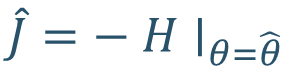 Ĵ = − H |θ=θ̂